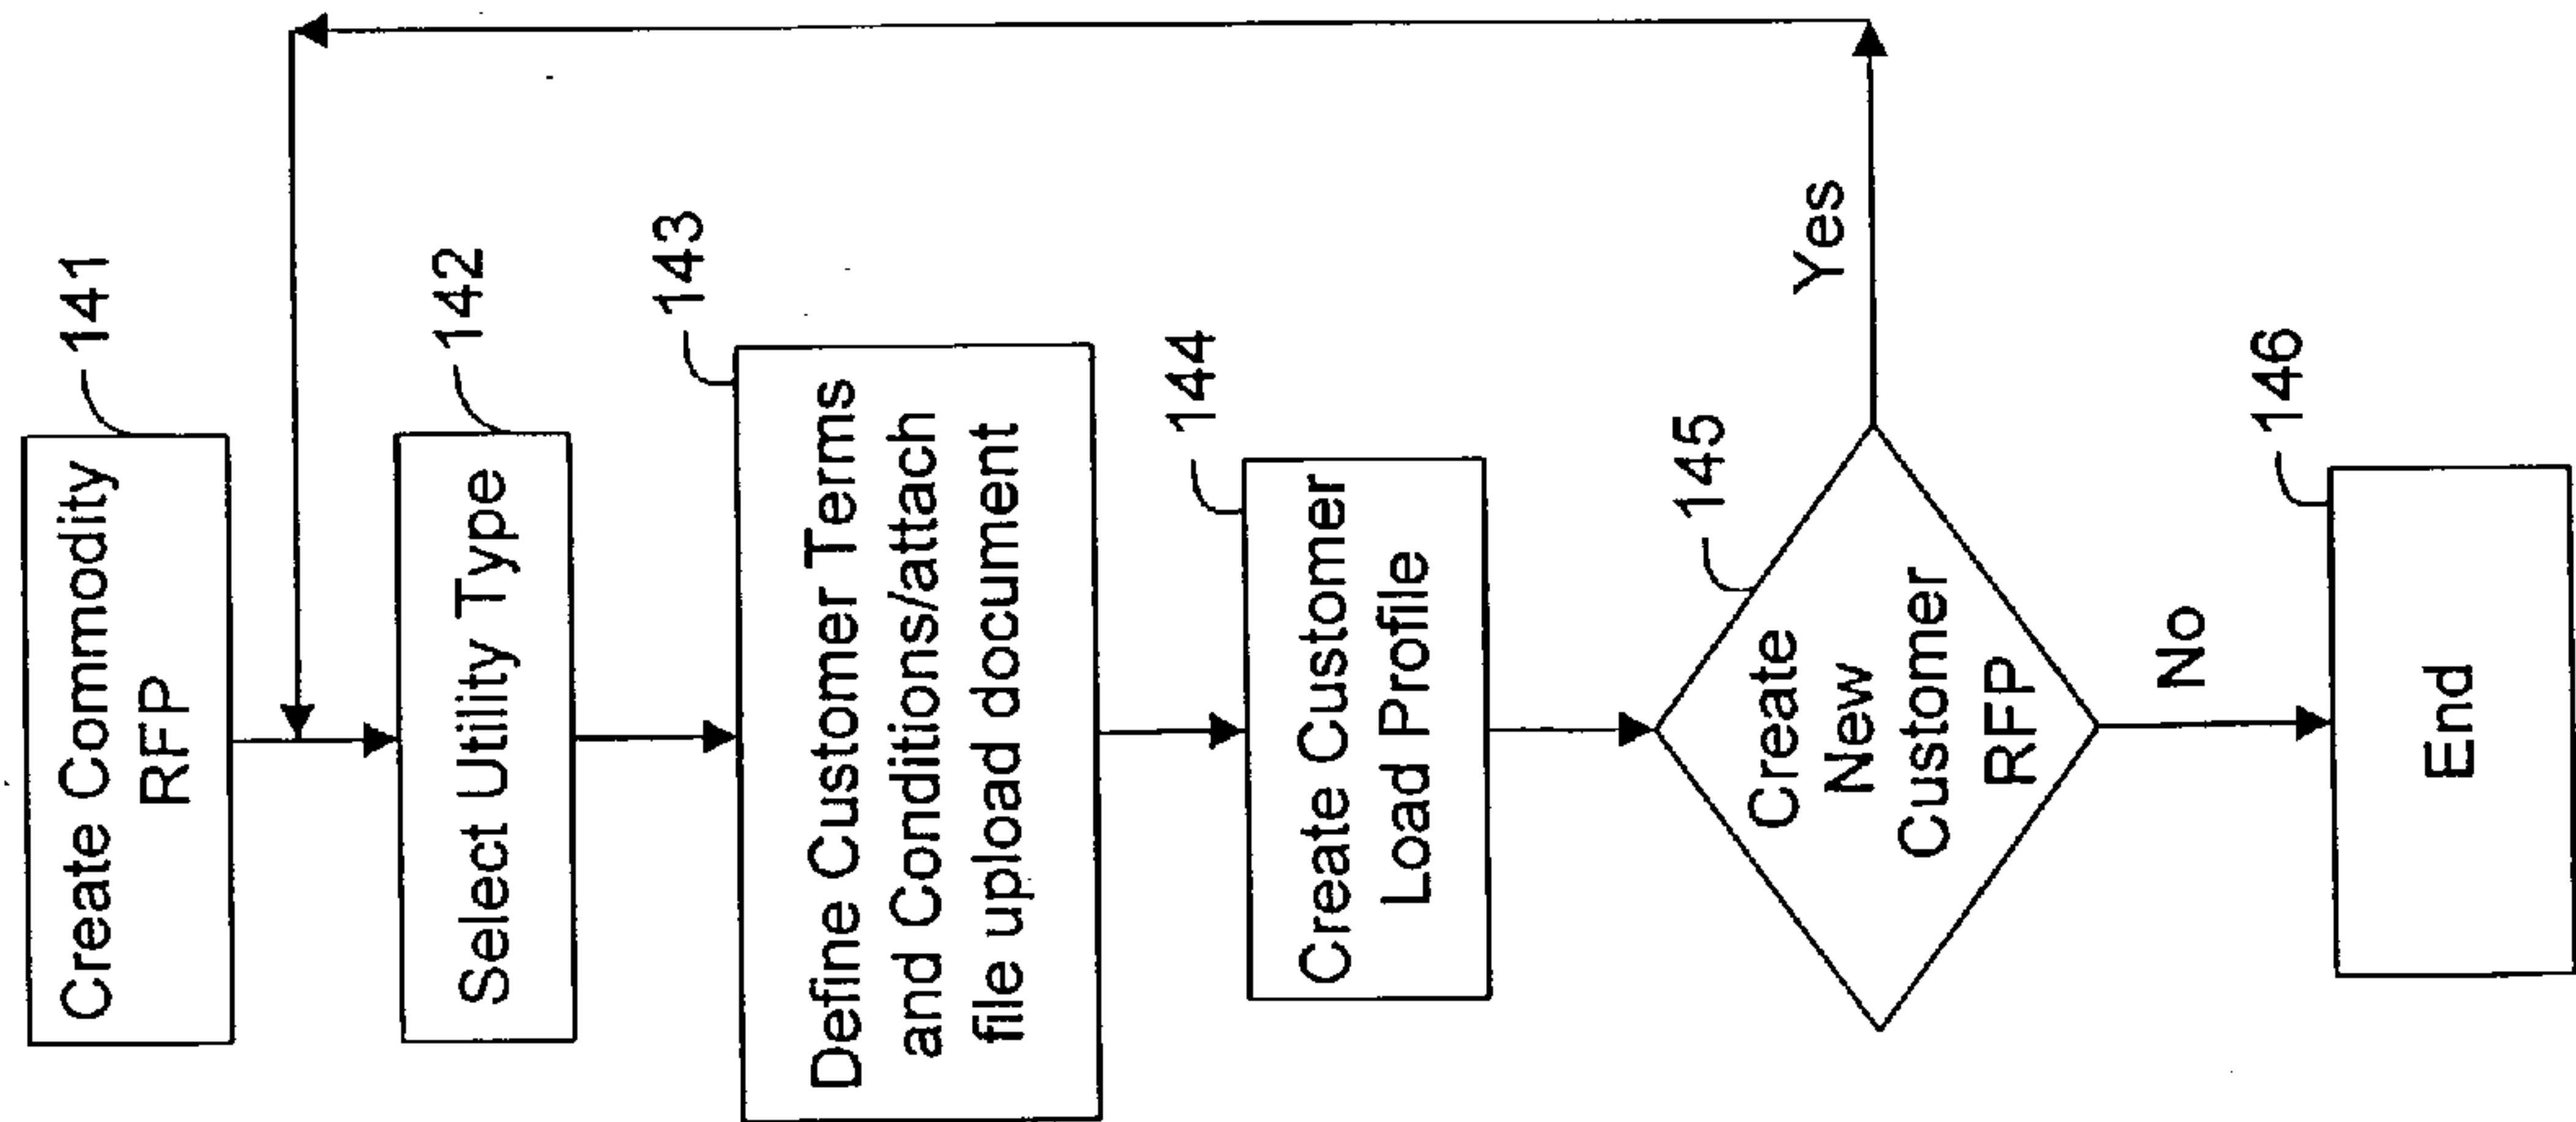 Create Commodity
RFP
141
Select Utility Type
142
Define Customer Terms
and Conditions/attach
file upload document
143
Create Customer
Load Profile
144
Create
New
Customer
RFP
145
Yes
No
End
146